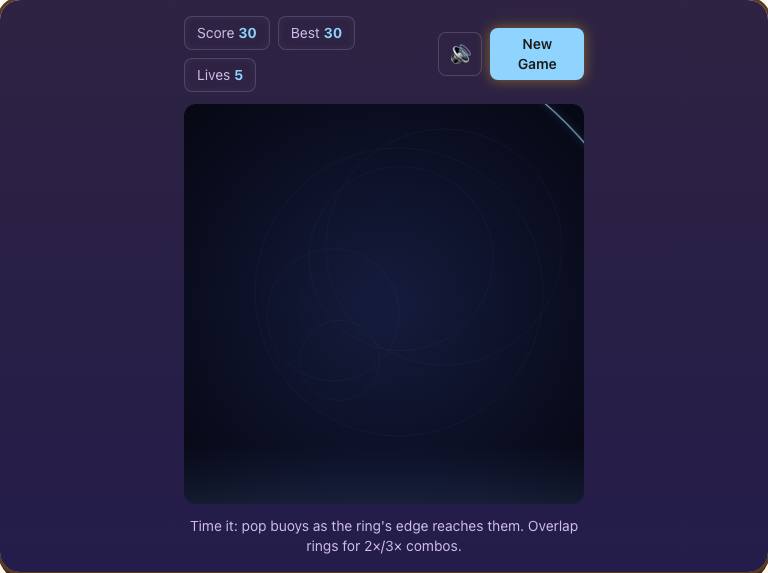 Score 30
Best 30
Lives 5
New
Game
Time it: pop buoys as the ring's edge reaches them. Overlap
rings for 2×/3× combos.